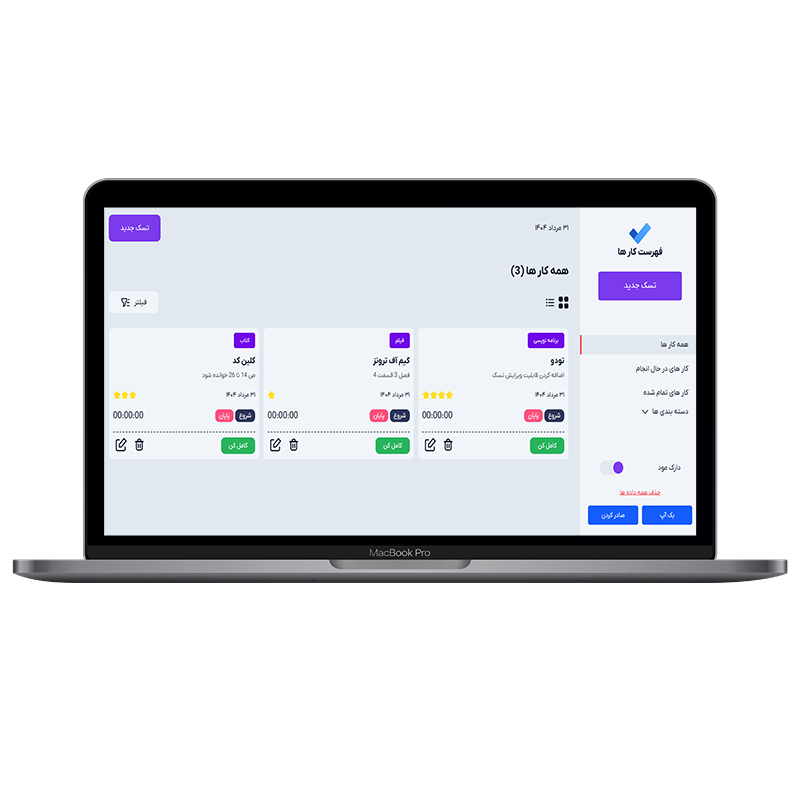 فهرست کار ها
تسک جدید
همه کار ها
کار های در حال انجام
کار های تمام شده
دسته بندی ها
دارک مود
حذف همه داده ها
بک آپ
صادر کردن
۳۱ مرداد ۱۴۰۴
تسک جدید
همه کار ها (3)
فیلتر
برنامه نویسی
تودو
اضافه کردن قابلیت ویرایش تسک
۳۱ مرداد ۱۴۰۴
شروع
پایان
00:00:00
کامل کن
فیلم
گیم آف ترونز
فصل 3 قسمت 4
۳۱ مرداد ۱۴۰۴
شروع
پایان
00:00:00
کامل کن
کتاب
کلین کد
ص 14 تا 26 خوانده شود
۳۱ مرداد ۱۴۰۴
شروع
پایان
00:00:00
کامل کن
MacBook Pro